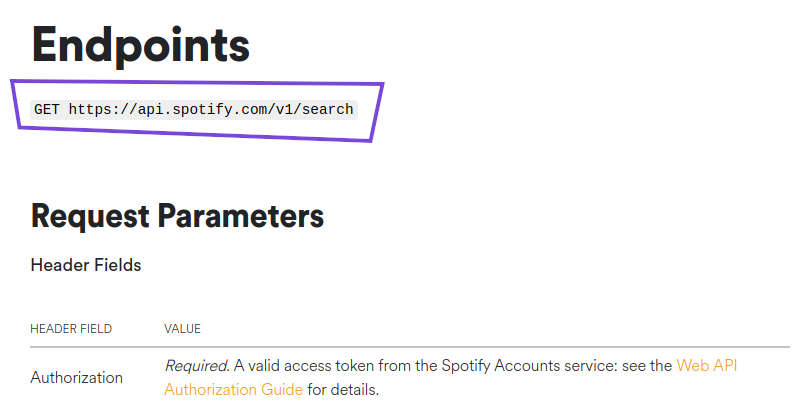 Endpoints
GET https://api.spotify.com/v1/search
Request Parameters
Header Fields
HEADER FIELD VALUE
Authorization Required. A valid access token from the Spotify Accounts service: see the Web API
Authorization Guide for details.